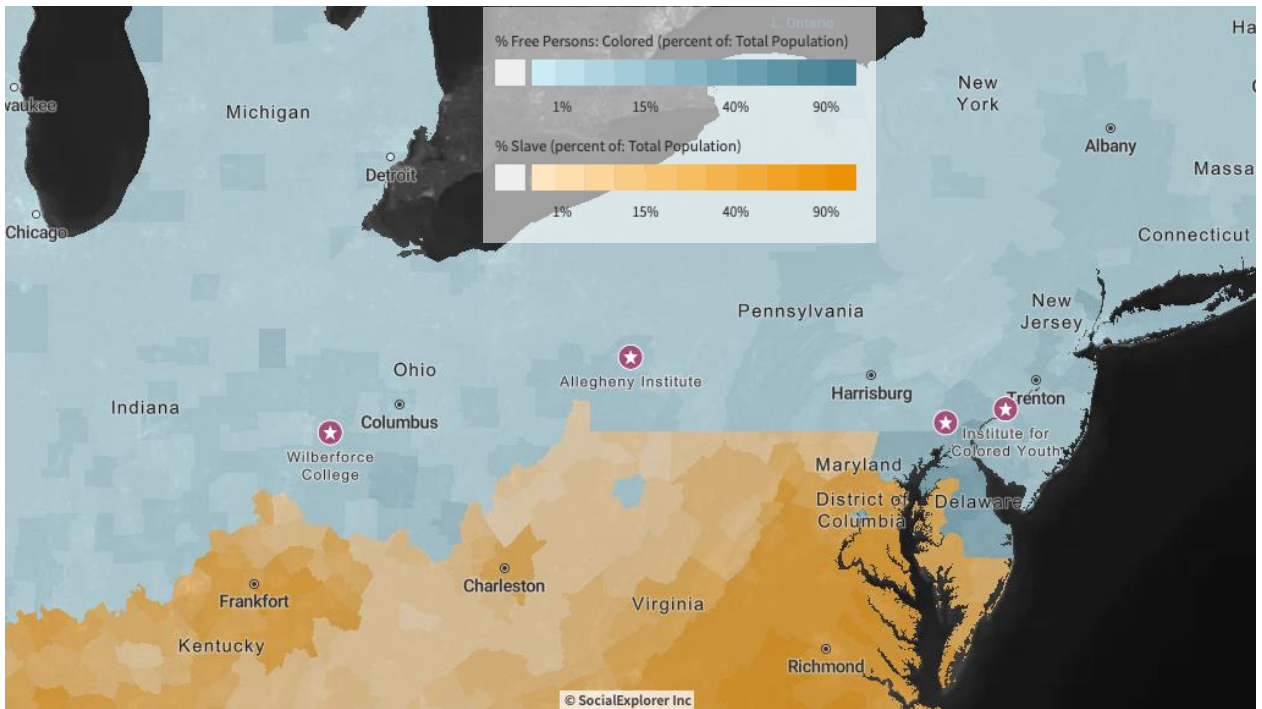 L. Ontario
% Free Persons: Colored (percent of: Total Population)
1% 15% 40% 90%
% Slave (percent of: Total Population)
1% 15% 40% 90%
Ha
New
York
waukee
Michigan
Albany
Detroit
Massa
Chicago
Connecticut
Pennsylvania
New
Jersey
Ohio
Allegheny Institute
Harrisburg
Trenton
Indiana
Columbus
Institute for
Colored Youth
Wilberforce
College
Maryland
District of
Columbia
Delaware
Charleston
Frankfort
Virginia
Kentucky
Richmond
© SocialExplorer Inc